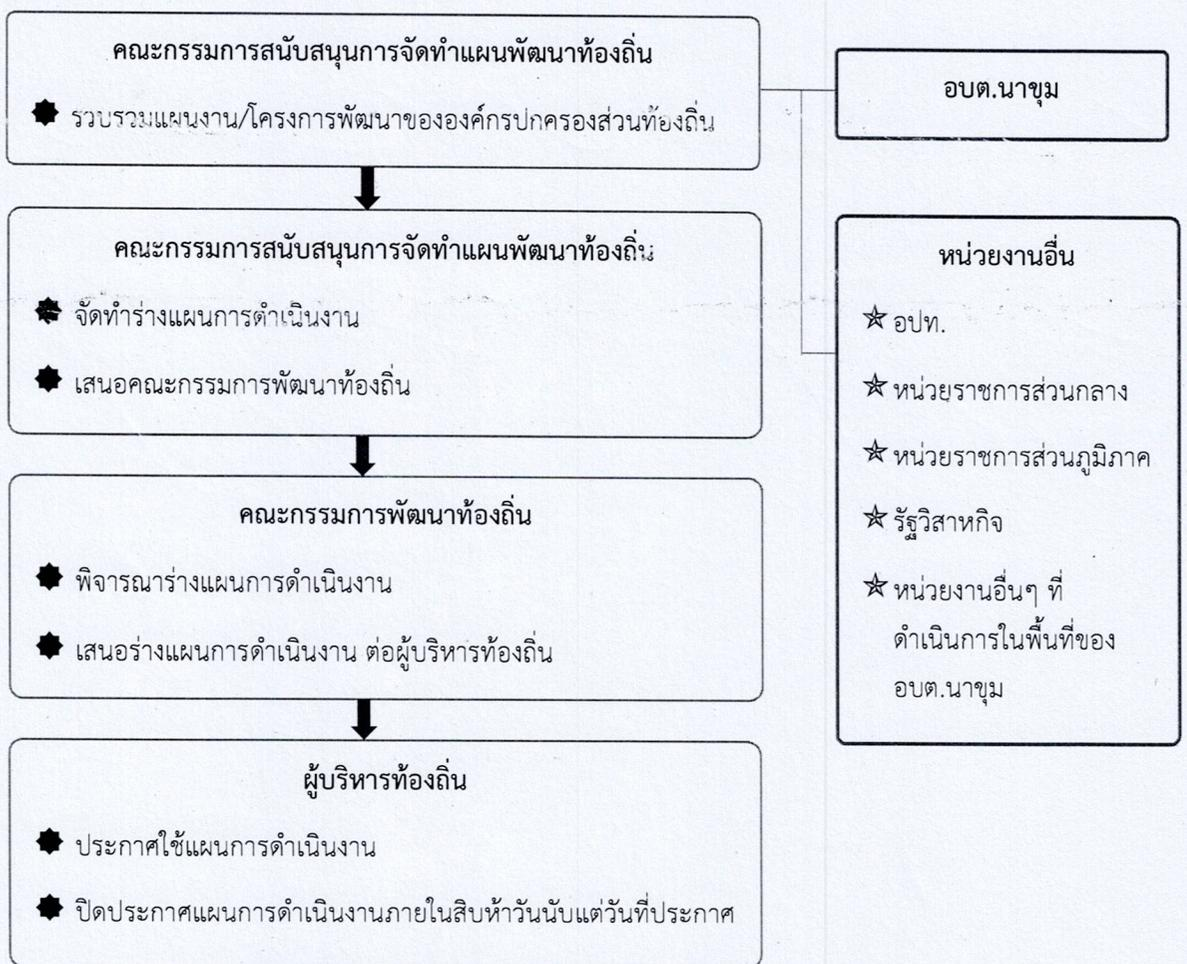 คณะกรรมการสนับสนุนการจัดทำแผนพัฒนาท้องถิ่น
รวบรวมแผนงาน/โครงการพัฒนาขององค์กรปกครองส่วนท้องถิ่น
คณะกรรมการสนับสนุนการจัดทำแผนพัฒนาท้องถิ่น
จัดทำร่างแผนการดำเนินงาน
เสนอคณะกรรมการพัฒนาท้องถิ่น
คณะกรรมการพัฒนาท้องถิ่น
พิจารณาร่างแผนการดำเนินงาน
เสนอร่างแผนการดำเนินงาน ต่อผู้บริหารท้องถิ่น
ผู้บริหารท้องถิ่น
ประกาศใช้แผนการดำเนินงาน
ปิดประกาศแผนการดำเนินงานภายในสิบห้าวันนับแต่วันที่ประกาศ
อบต.นาขุม
หน่วยงานอื่น
อปท.
หน่วยราชการส่วนกลาง
หน่วยราชการส่วนภูมิภาค
รัฐวิสาหกิจ
หน่วยงานอื่นๆ ที่
ดำเนินการในพื้นที่ของ
อบต.นาขุม